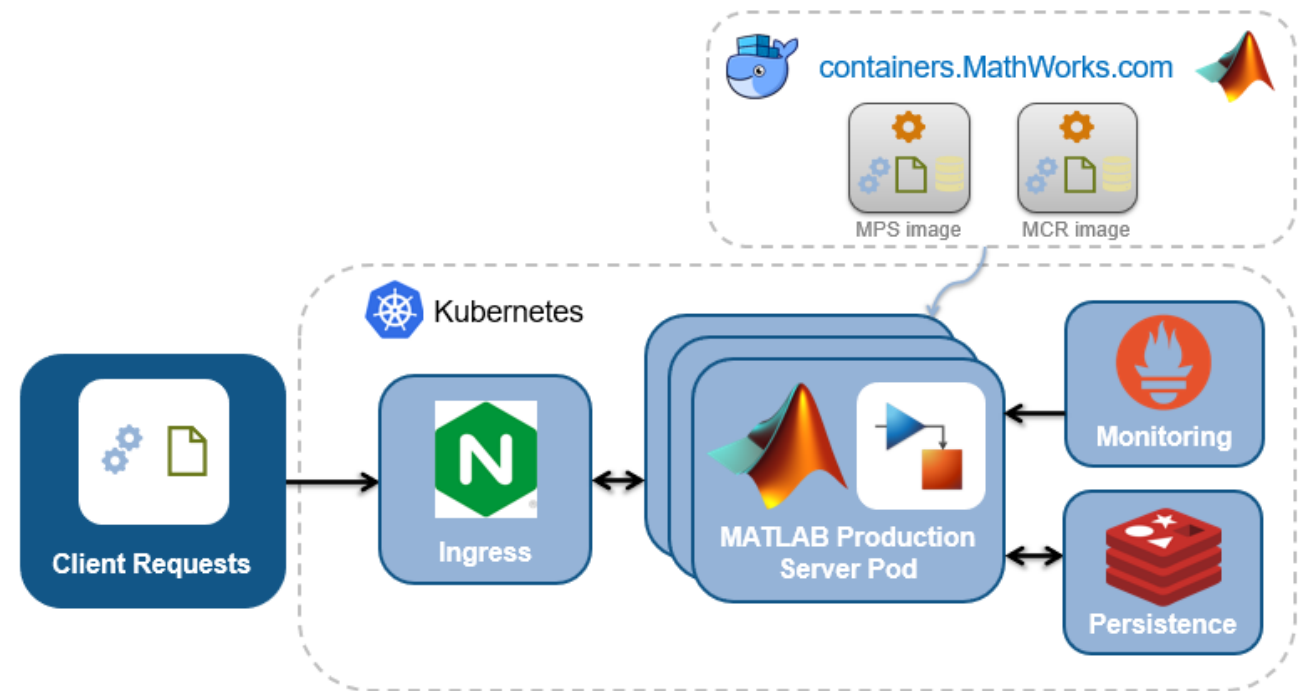 containers.MathWorks.com
MPS image
MCR image
Kubernetes
Client Requests
N
Ingress
MATLAB Production
Server Pod
Monitoring
Persistence